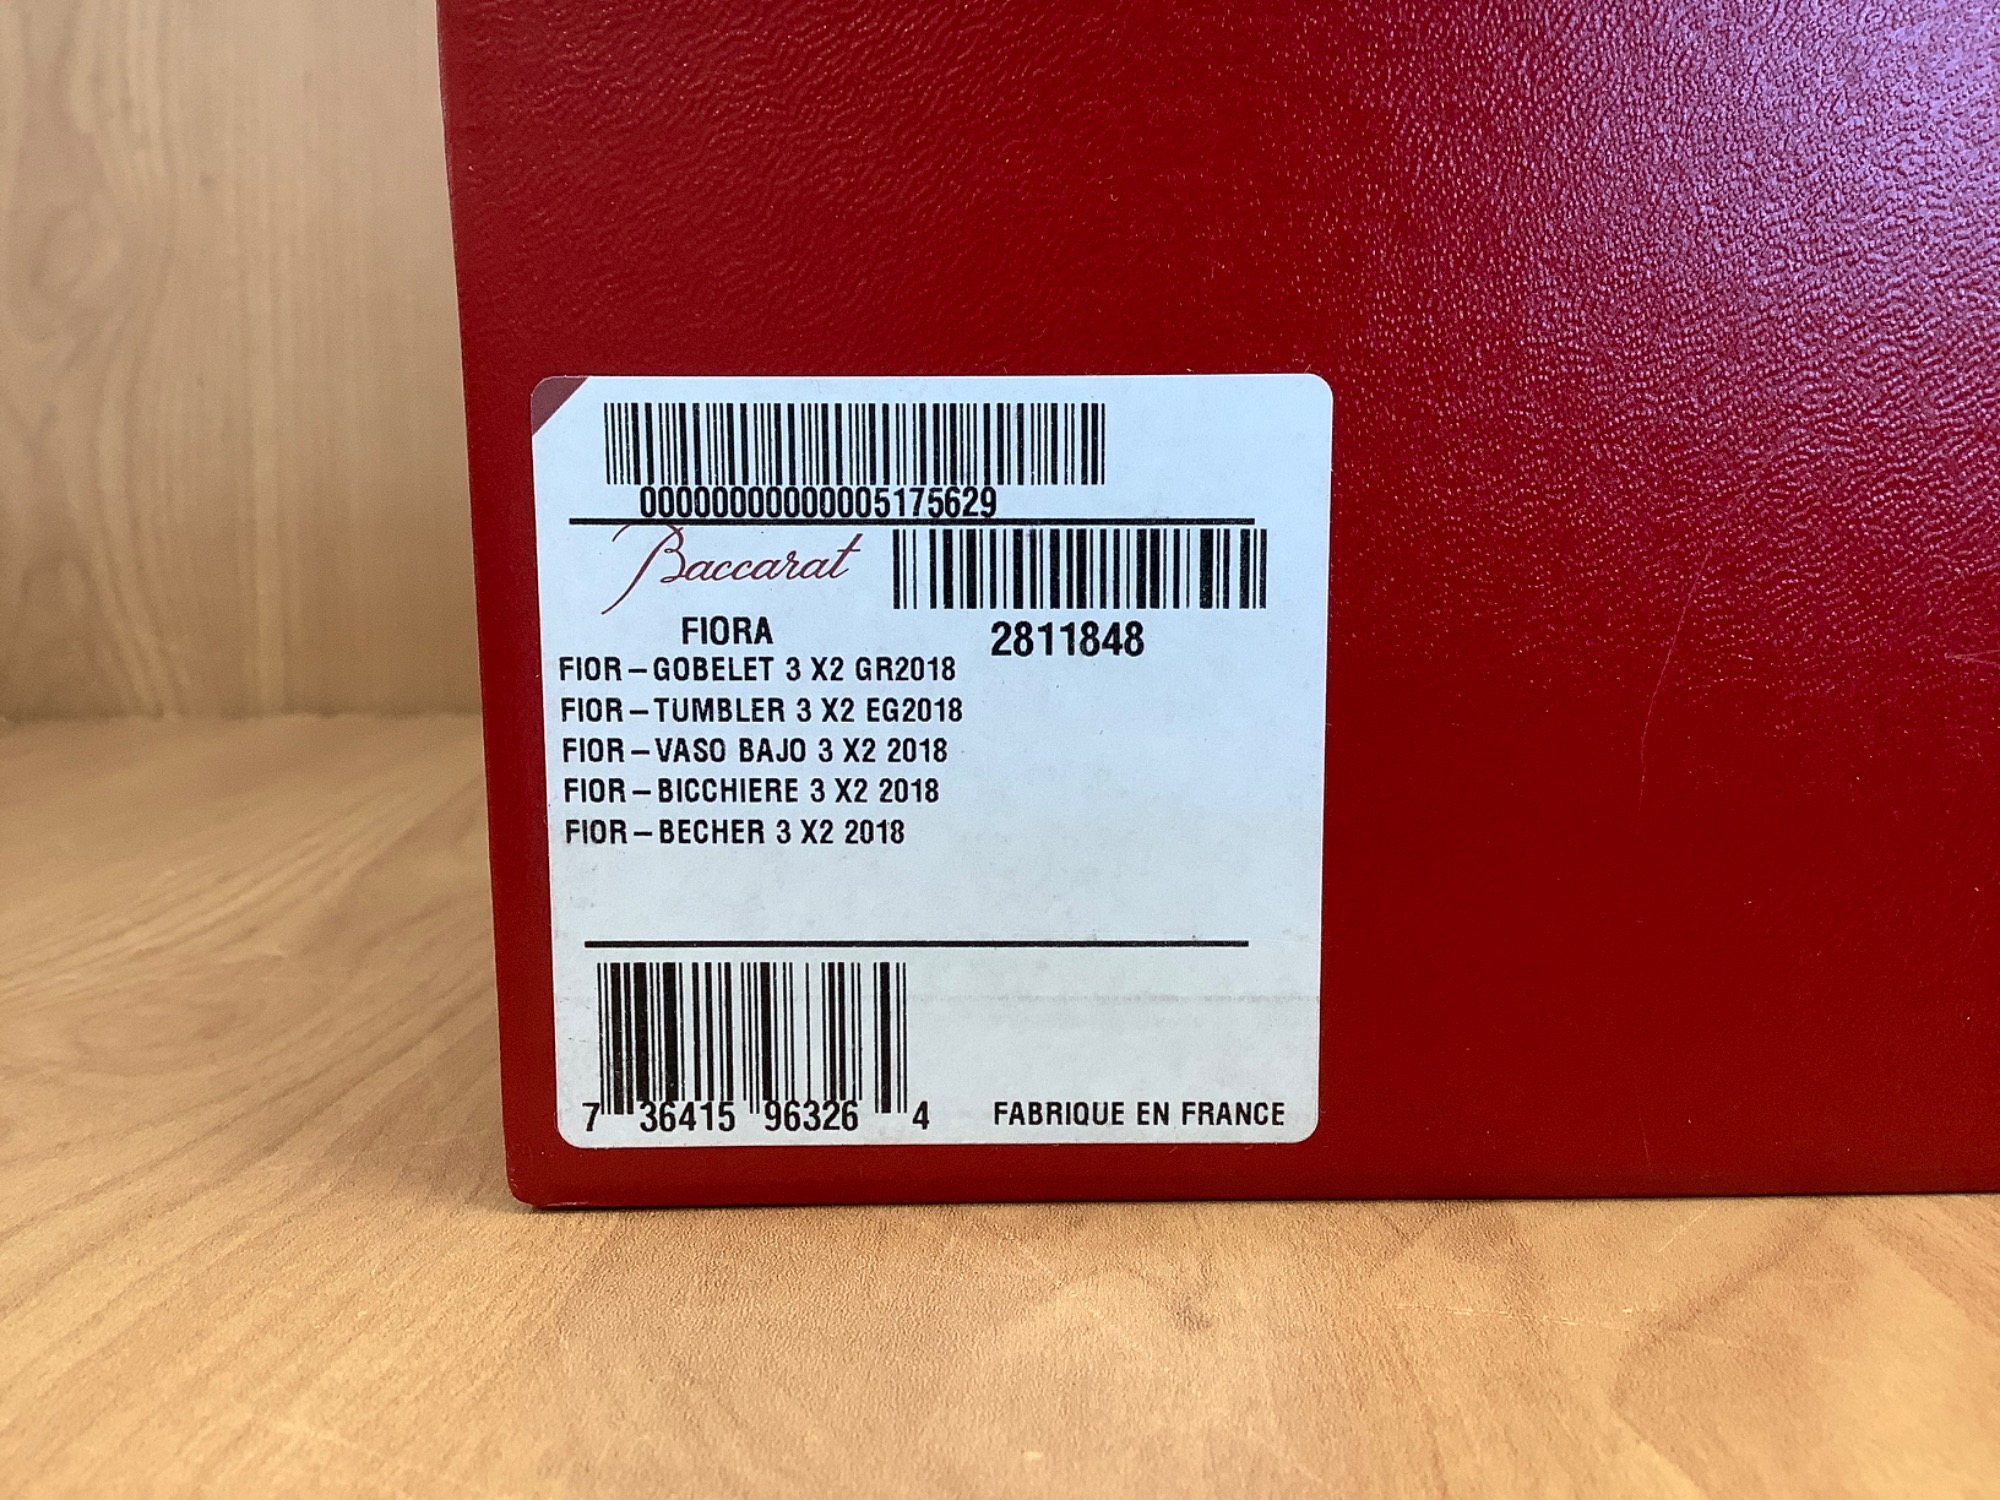 00000000000005175629
Baccarat
FIORA
2811848
FIOR-GOBELET 3 X2 GR2018
FIOR-TUMBLER 3 X2 EG2018
FIOR-VASO BAJO 3 X2 2018
FIOR-BICCHIERE 3 X2 2018
FIOR-BECHER 3 X2 2018
7 36415 96326 4
FABRIQUE EN FRANCE